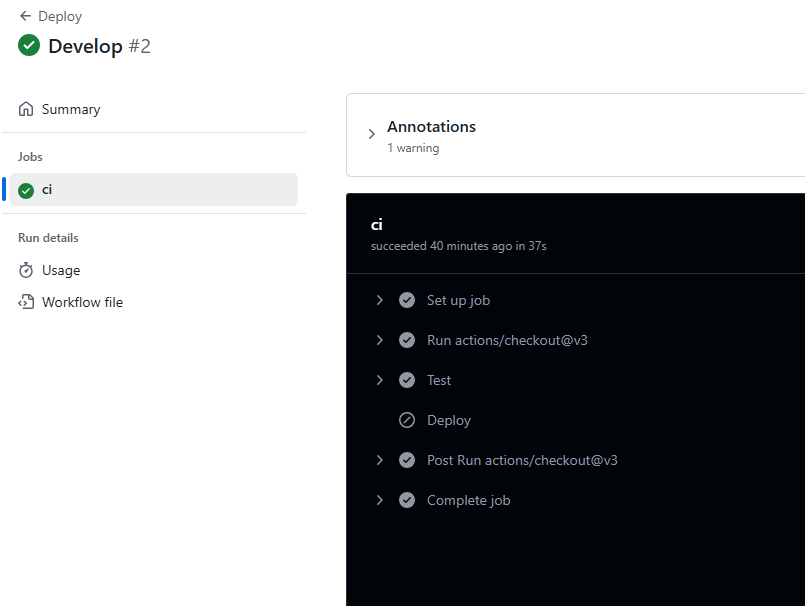 Deploy
Develop #2
Summary
Jobs
ci
Run details
Usage
Workflow file
Annotations
1 warning
ci
succeeded 40 minutes ago in 37s
Set up job
Run actions/checkout@v3
Test
Deploy
Post Run actions/checkout@v3
Complete job